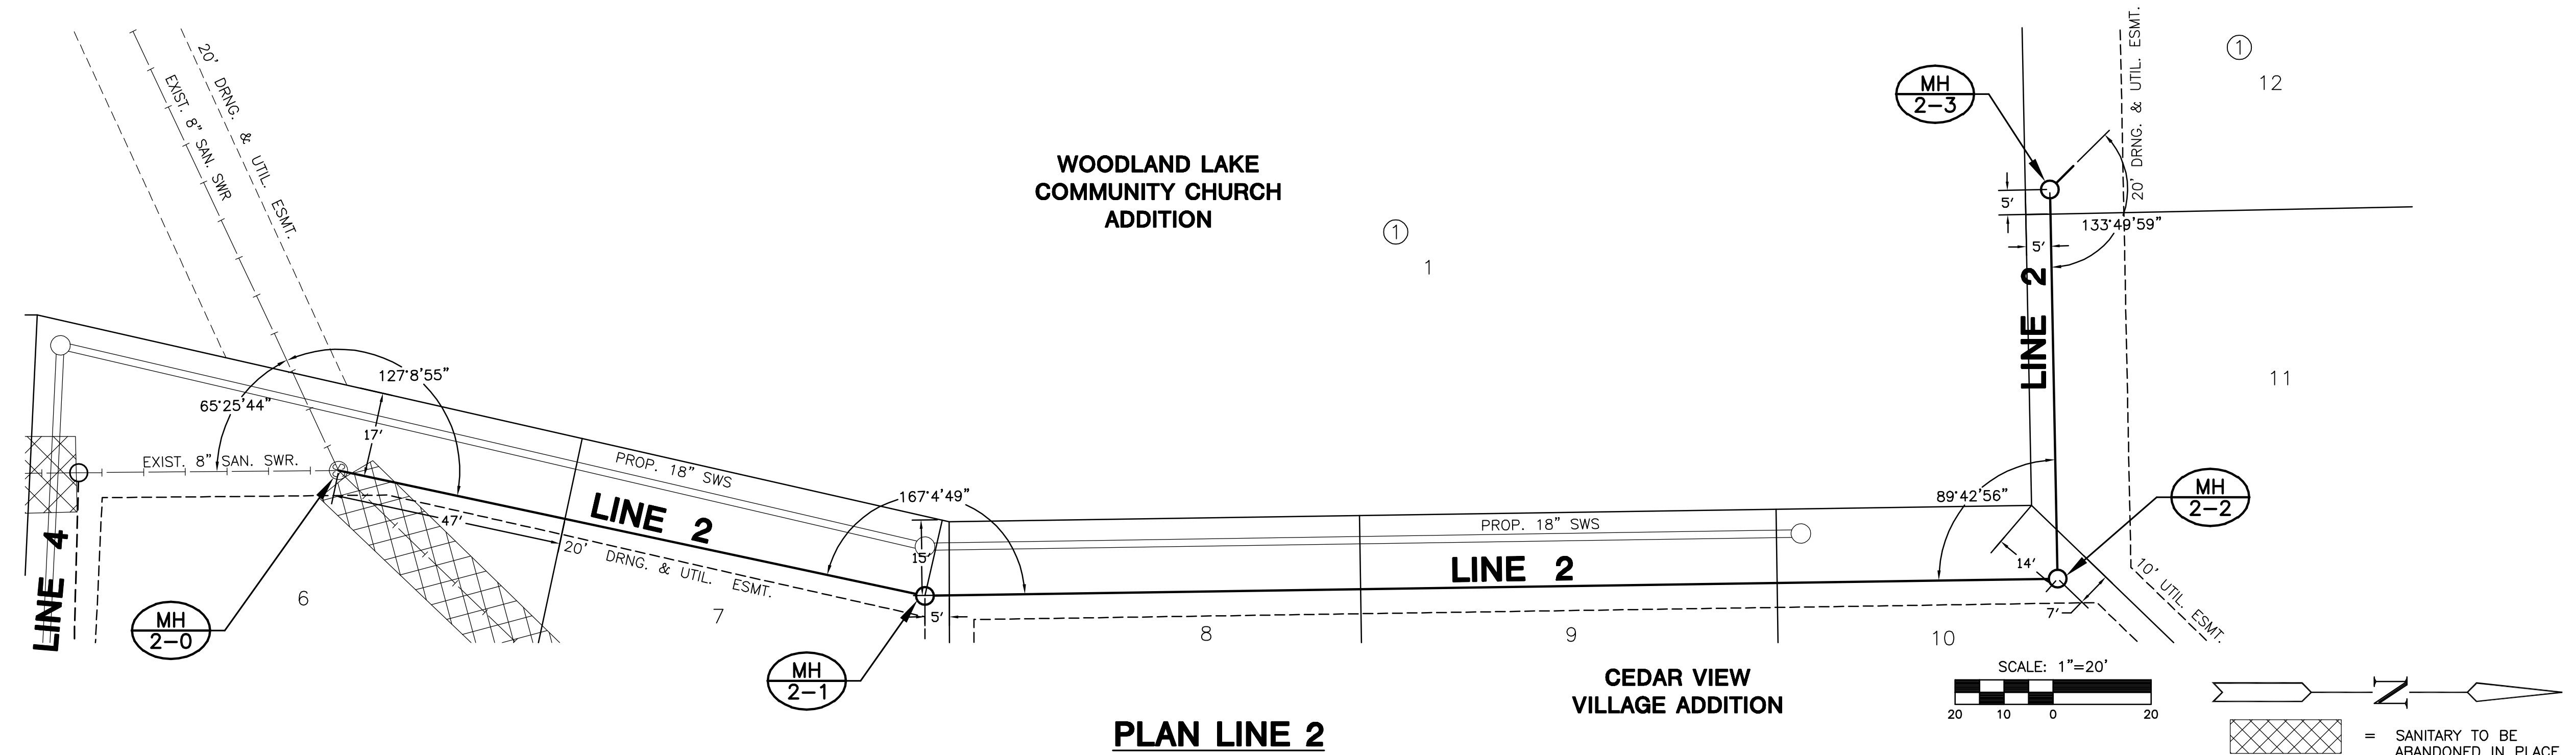 20' DRNG. & UTIL. ESMT.
EXIST. 8" SAN. SWR
WOODLAND LAKE
COMMUNITY CHURCH
ADDITION
1
1
MH
2-3
20' DRNG. & UTIL. ESMT.
1
12
5'
5'
133°49'59"
LINE 2
11
127°8'55"
65°25'44"
17'
EXIST. 8" SAN. SWR.
PROP. 18" SWS
LINE 2
47'
167°4'49"
15'
20' DRNG. & UTIL. ESMT.
PROP. 18" SWS
LINE 2
89°42'56"
MH
2-2
14'
7'
10' UTIL. ESMT.
LINE 4
6
MH
2-0
7
5'
MH
2-1
8
9
10
CEDAR VIEW
VILLAGE ADDITION
SCALE: 1"=20'
20 10 0 20
N
PLAN LINE 2
= SANITARY TO BE
ABANDONED IN PLACE